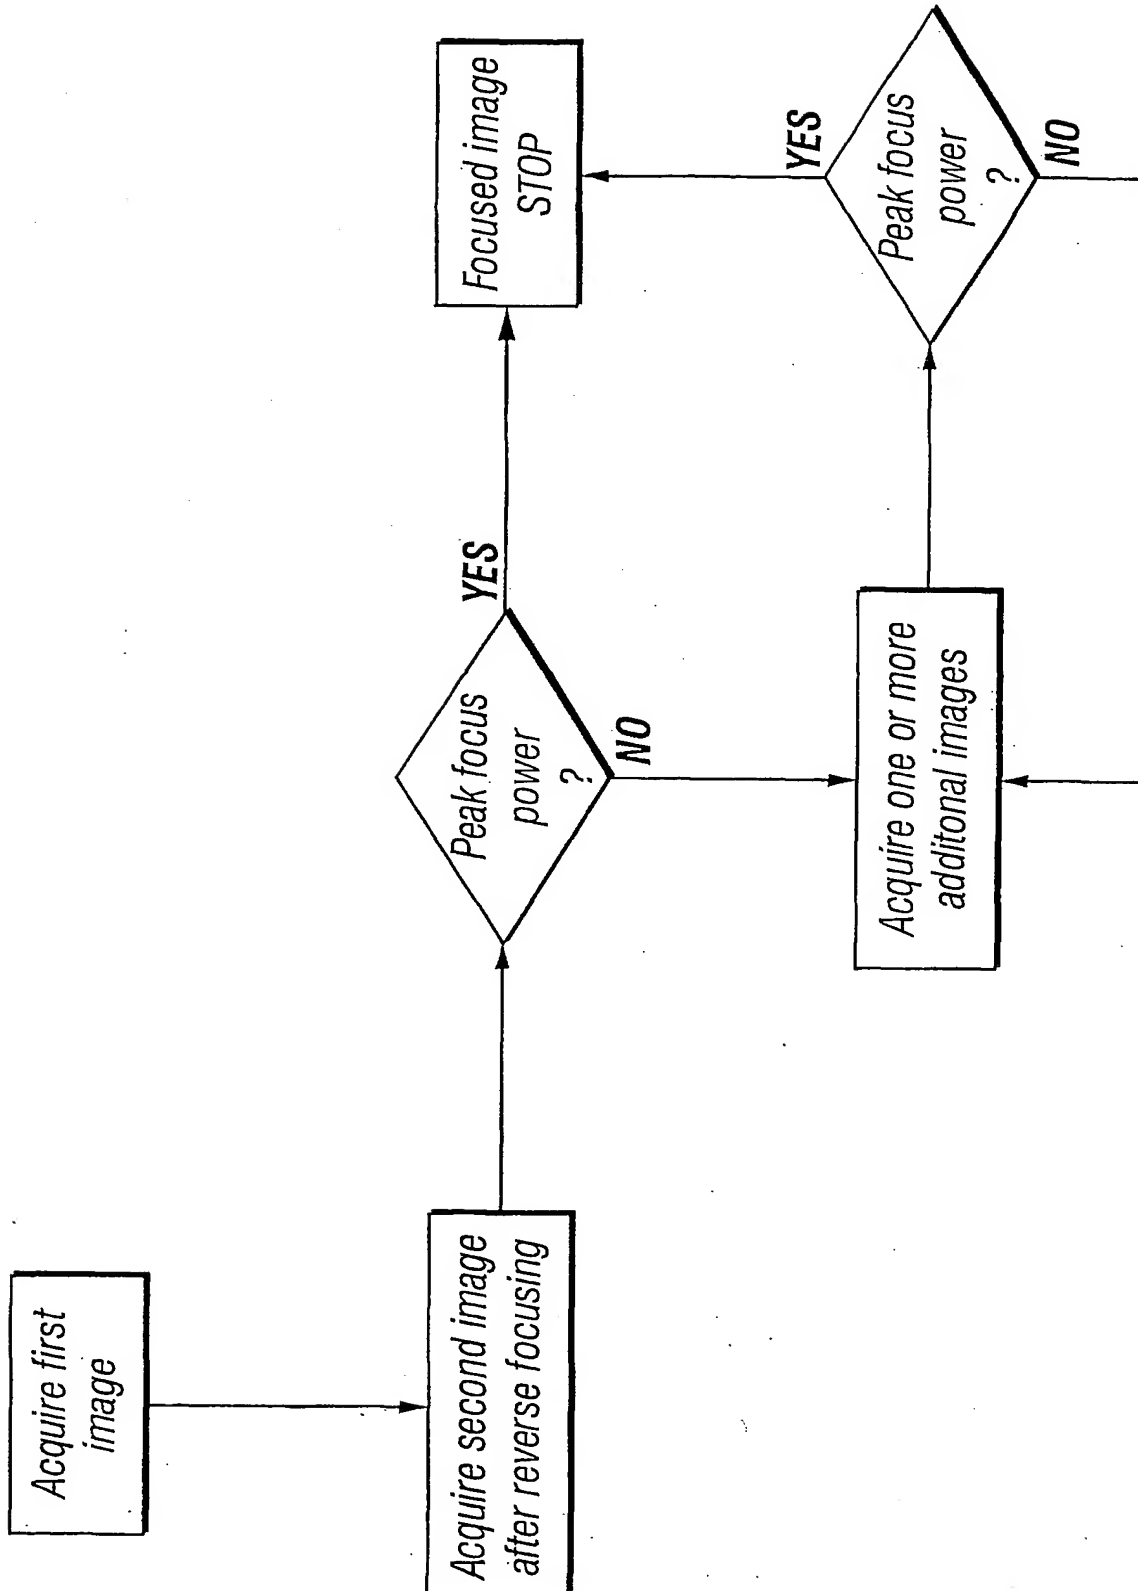 Acquire first
image
Acquire second image
after reverse focusing
Peak focus
power
?
YES
NO
Focused image
STOP
Acquire one or more
additonal images
Peak focus
power
?
YES
NO